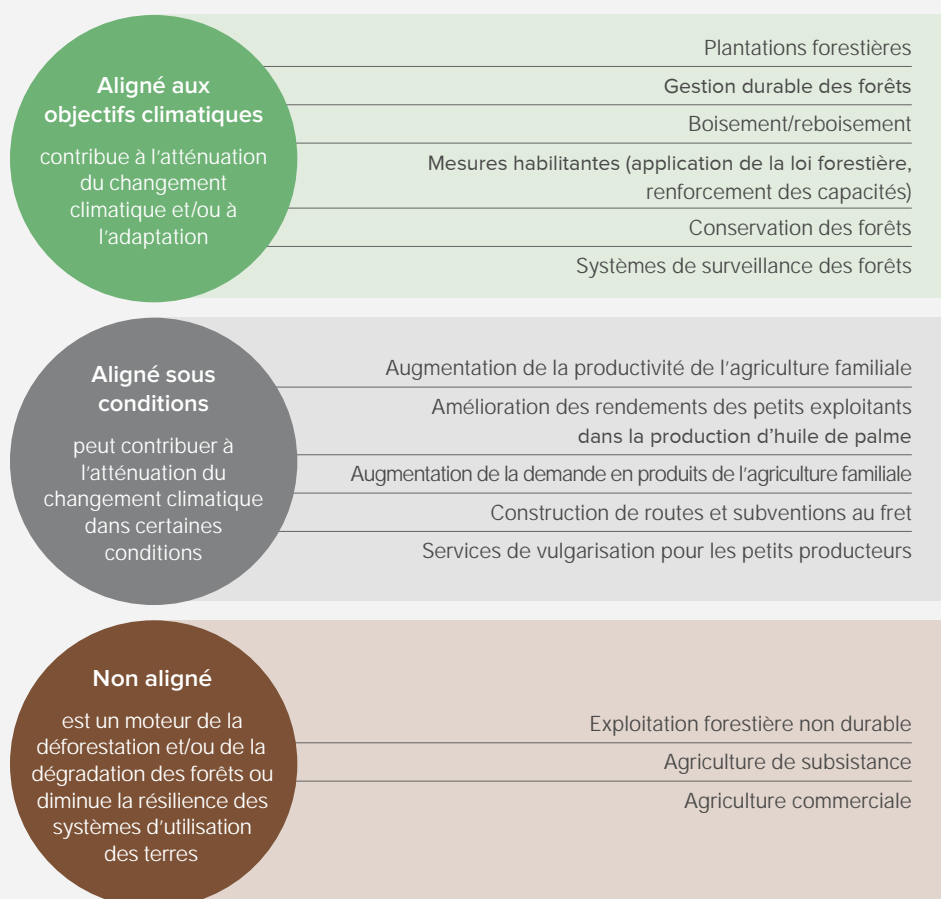 Aligné aux
objectifs climatiques
contribue à l'atténuation
du changement
climatique et/ou à
l'adaptation
Plantations forestières
Gestion durable des forêts
Boisement/reboisement
Mesures habilitantes (application de la loi forestière,
renforcement des capacités)
Conservation des forêts
Systèmes de surveillance des forêts
Aligné sous
conditions
peut contribuer à
l'atténuation du
changement climatique
dans certaines
conditions
Augmentation de la productivité de l'agriculture familiale
Amélioration des rendements des petits exploitants
dans la production d'huile de palme
Augmentation de la demande en produits de l'agriculture familiale
Construction de routes et subventions au fret
Services de vulgarisation pour les petits producteurs
Non aligné
est un moteur de la
déforestation et/ou de la
dégradation des forêts ou
diminue la résilience des
systèmes d'utilisation
des terres
Exploitation forestière non durable
Agriculture de subsistance
Agriculture commerciale